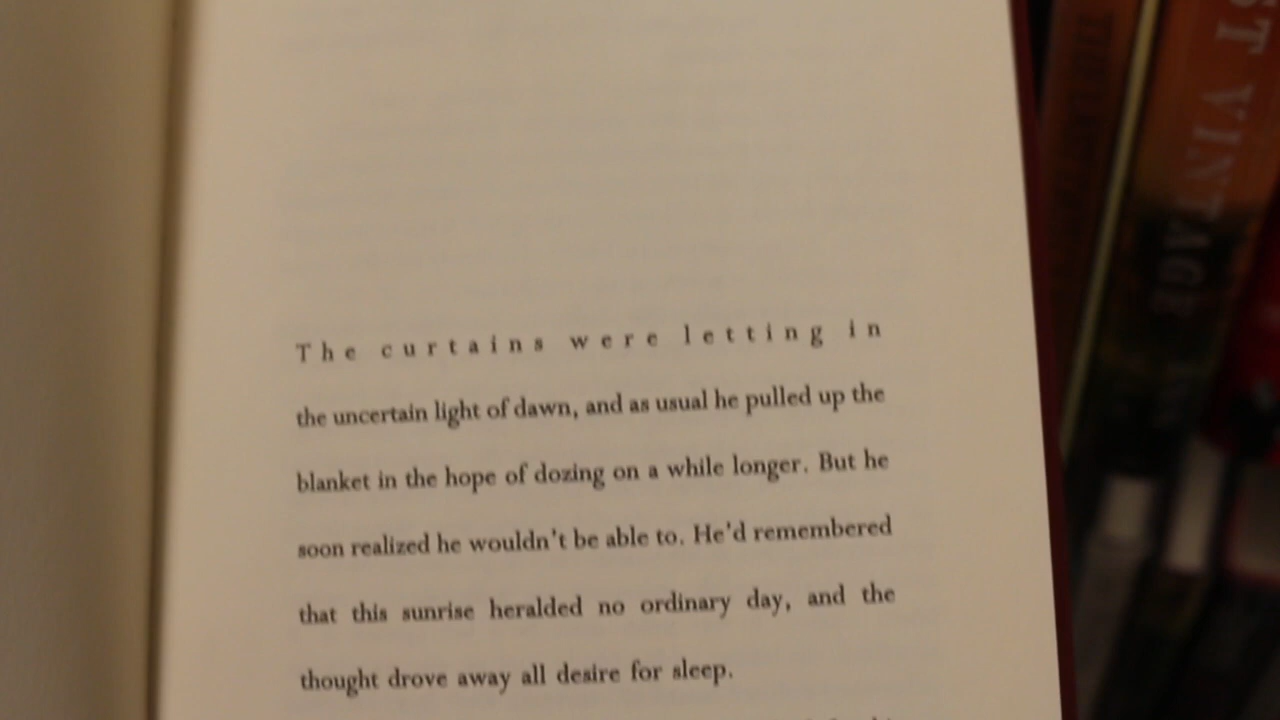 The curtains were letting in
the uncertain light of dawn, and as usual he pulled up the
blanket in the hope of dozing on a while longer. But he
soon realized he wouldn't be able to. He'd remembered
that this sunrise heralded no ordinary day, and the
thought drove away all desire for sleep.
ST VINTAGE